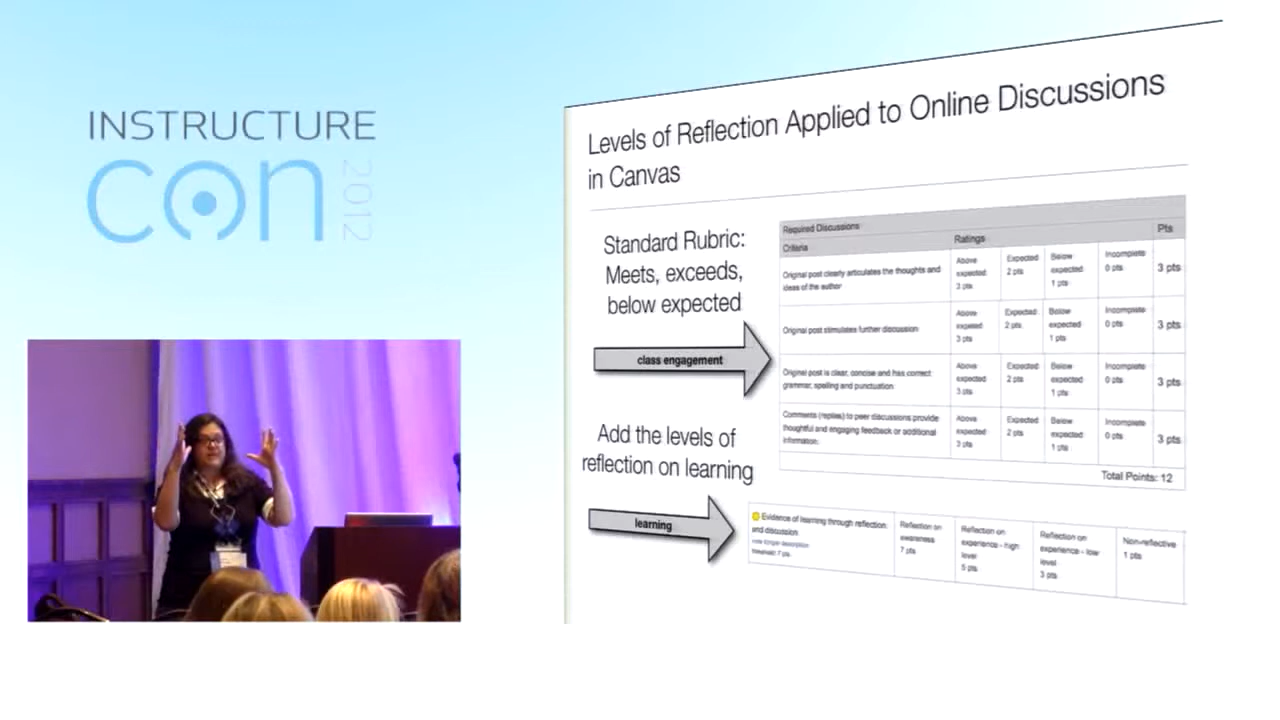 INSTRUCTURE
con 2012
Levels of Reflection Applied to Online Discussions
in Canvas
Standard Rubric:
Meets, exceeds,
below expected
class engagement
Add the levels of
reflection on learning
learning
Required Discussions
Criteria
Ratings
Pts
Original post clearly articulates the thoughts and
ideas of the author
Above
expected
3 pts
Expected
2 pts
Below
expected
1 pts
Incomplete
0 pts
3 pts
Original post stimulates further discussion
Above
expected
3 pts
Expected
2 pts
Below
expected
1 pts
Incomplete
0 pts
3 pts
Original post is clear, concise and has correct
grammar, spelling and punctuation
Above
expected
3 pts
Expected
2 pts
Below
expected
1 pts
Incomplete
0 pts
3 pts
Comments (replies) to peer discussions provide
thoughtful and engaging feedback or additional
information.
Above
expected
3 pts
Expected
2 pts
Below
expected
1 pts
Incomplete
0 pts
3 pts
Total Points: 12
Evidence of learning through reflection
and discussion
view longer description
threshold: 7 pts
Reflection on
awareness
7 pts
Reflection on
experience - high
level
5 pts
Reflection on
experience - low
level
3 pts
Non-reflective
1 pts